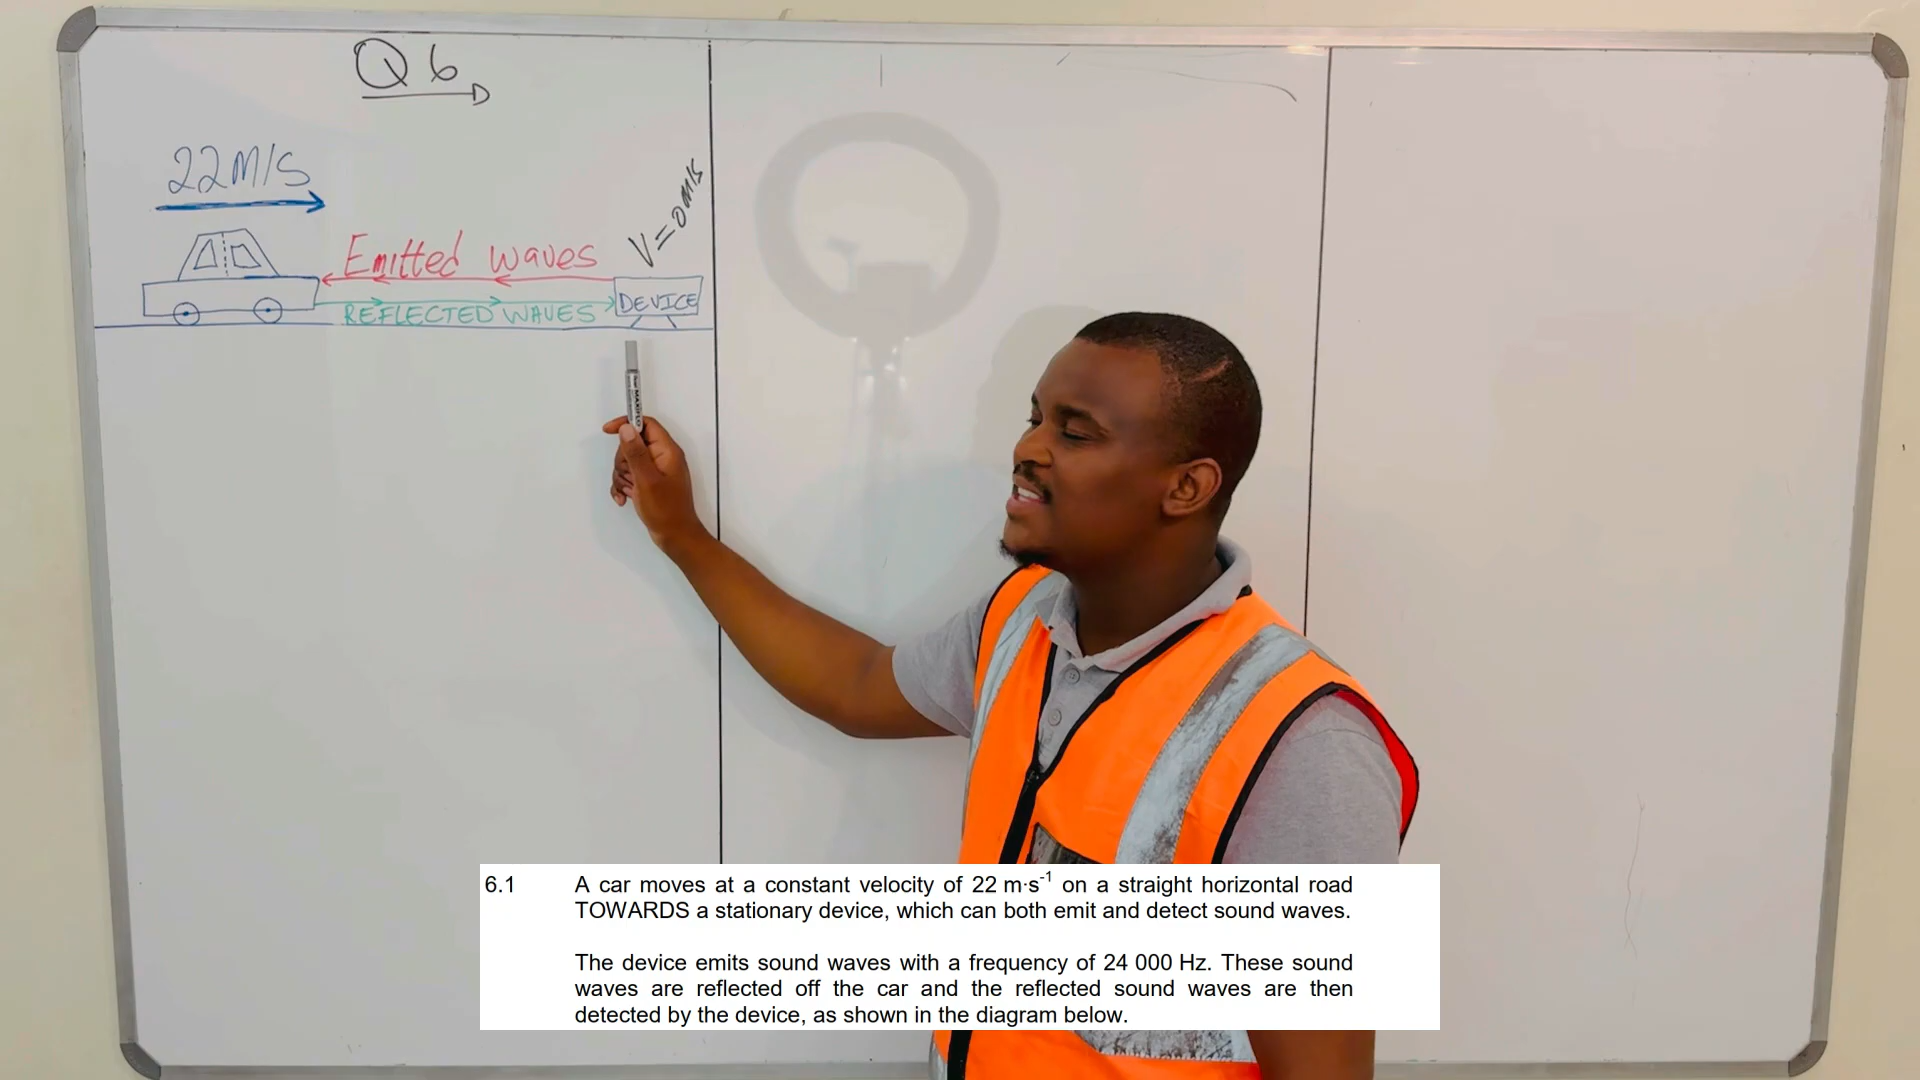 Q6
22M/S
V=0M/S
Emitted waves
REFLECTED WAVES
DEVICE
6.1 A car moves at a constant velocity of 22 m·s⁻¹ on a straight horizontal road
TOWARDS a stationary device, which can both emit and detect sound waves.
The device emits sound waves with a frequency of 24 000 Hz. These sound
waves are reflected off the car and the reflected sound waves are then
detected by the device, as shown in the diagram below.